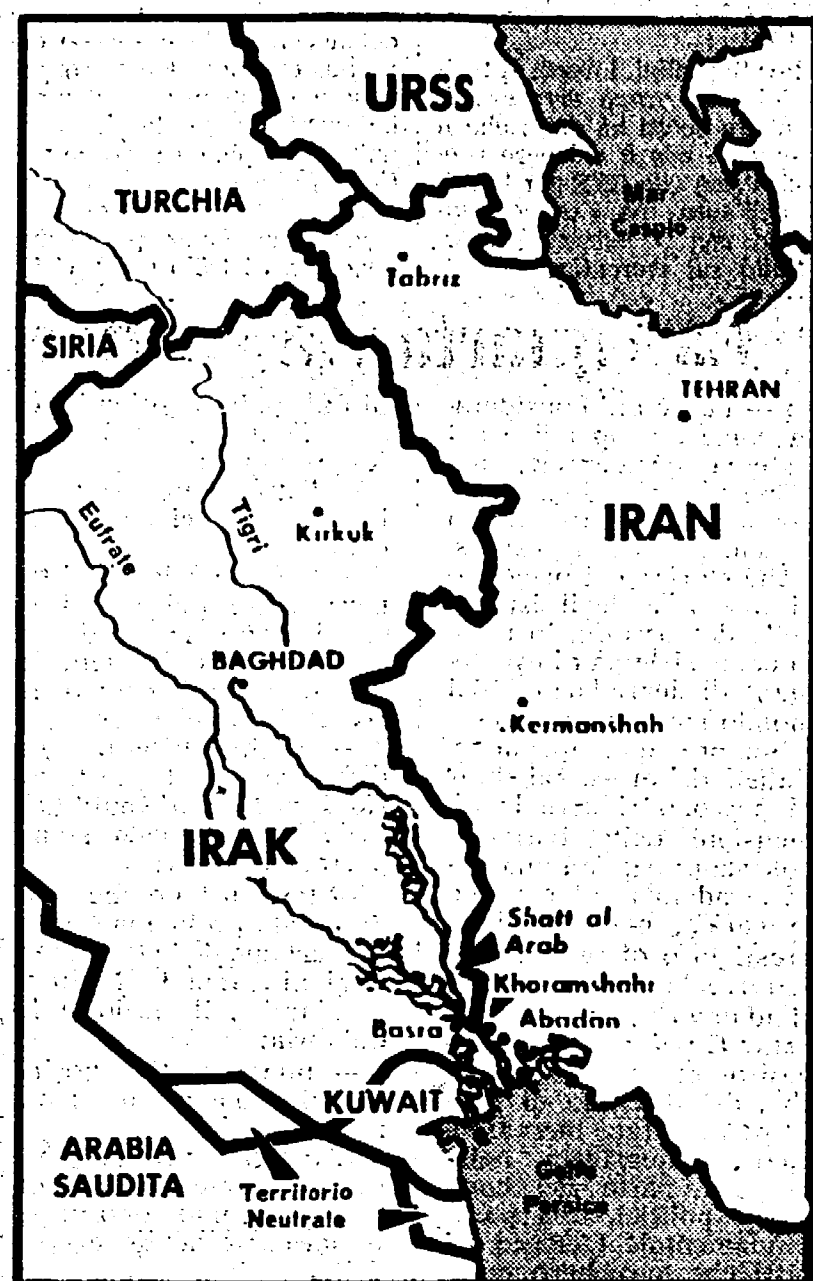 URSS
TURCHIA
Mar
Caspio
Tabriz
SIRIA
TEHRAN
Eufrate
Tigri
Kirkuk
IRAN
BAGHDAD
Kermanshah
IRAK
Shatt al
Arab
Khoramshahr
Abadan
Basra
KUWAIT
ARABIA
SAUDITA
Territorio
Neutrale
Golfo
Persico